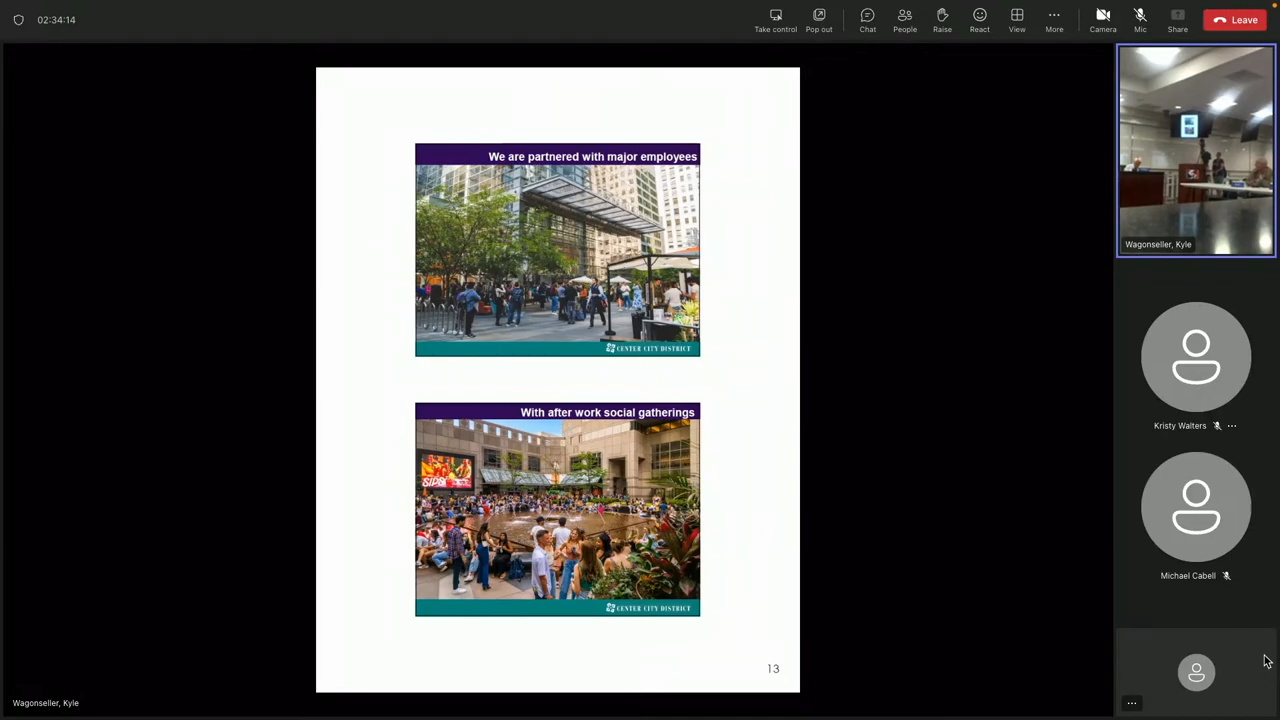 02:34:14
Take control
Pop out
Chat
People
Raise
React
View
More
Camera
Mic
Share
Leave
We are partnered with major employees
CENTER CITY DISTRICT
With after work social gatherings
SIPS
CENTER CITY DISTRICT
13
Wagonseller, Kyle
Wagonseller, Kyle
Kristy Walters
Michael Cabell